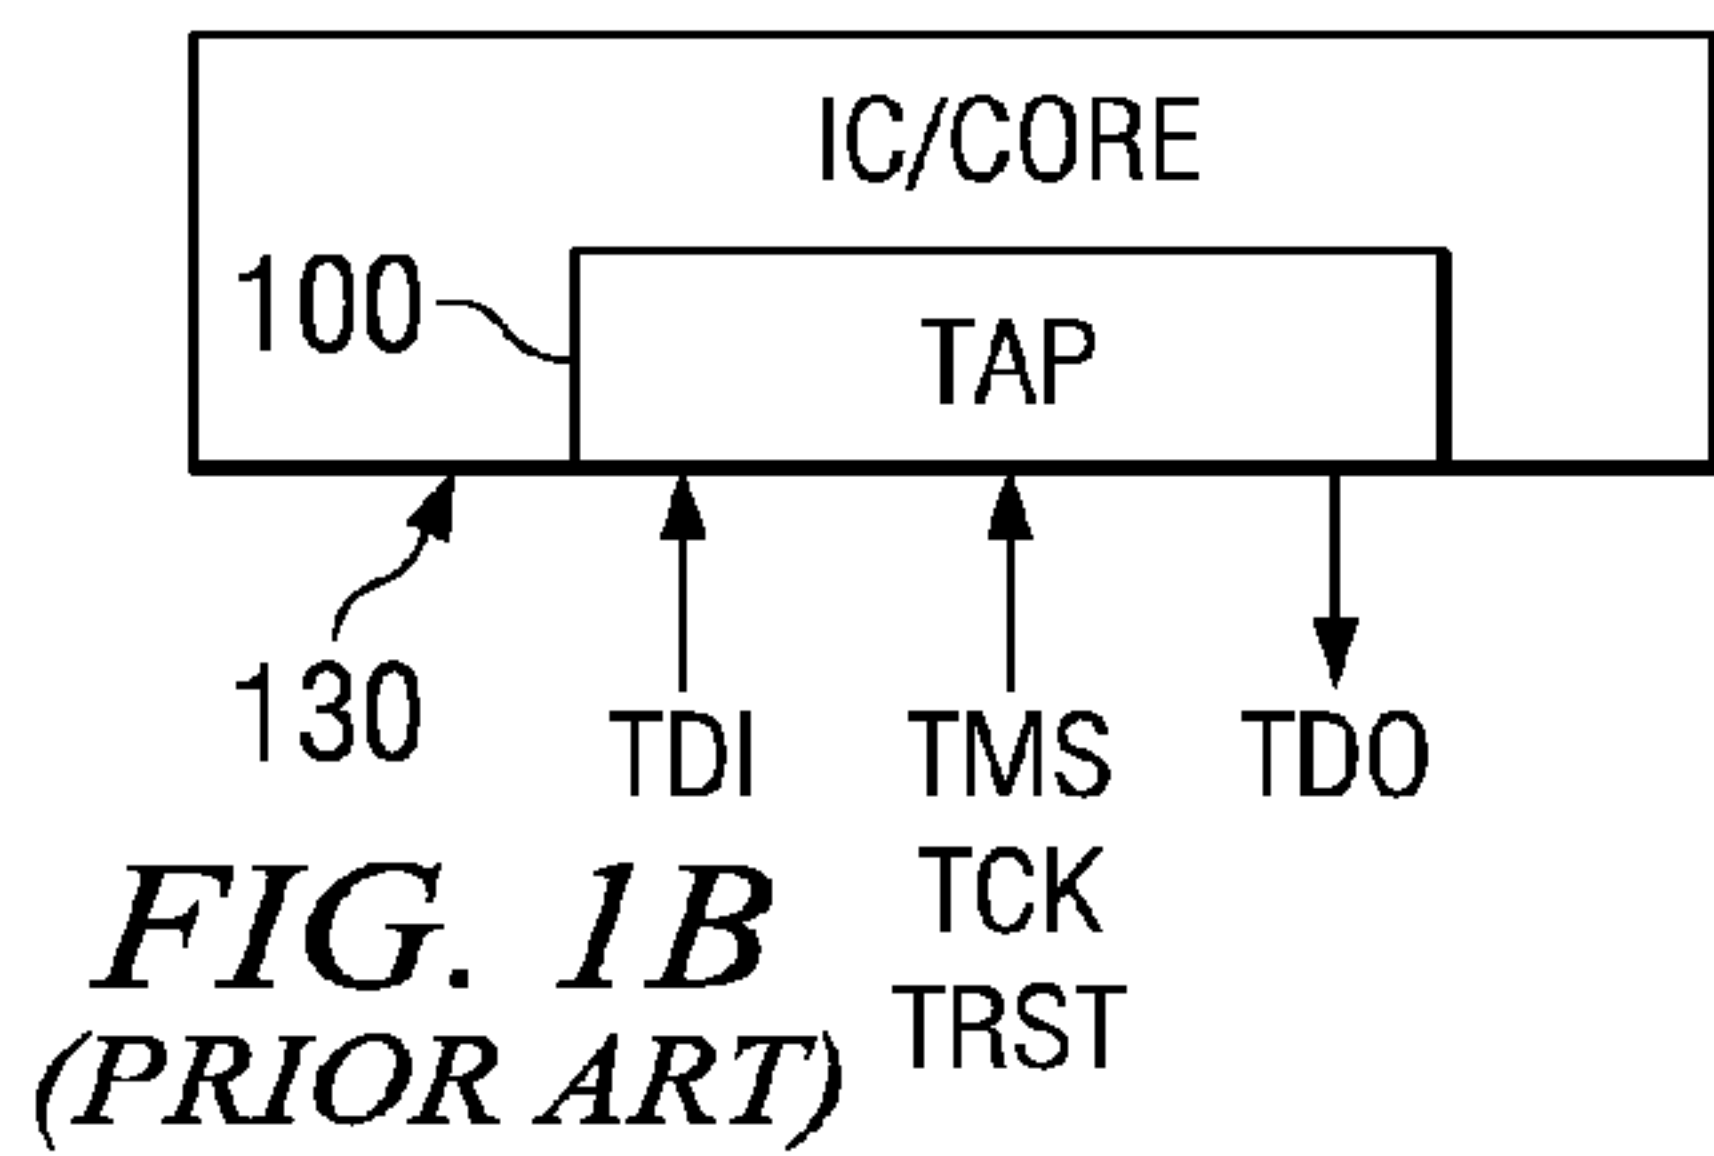 IC/CORE
100
TAP
130
TDI
TMS
TDO
TCK
TRST
FIG. 1B
(PRIOR ART)